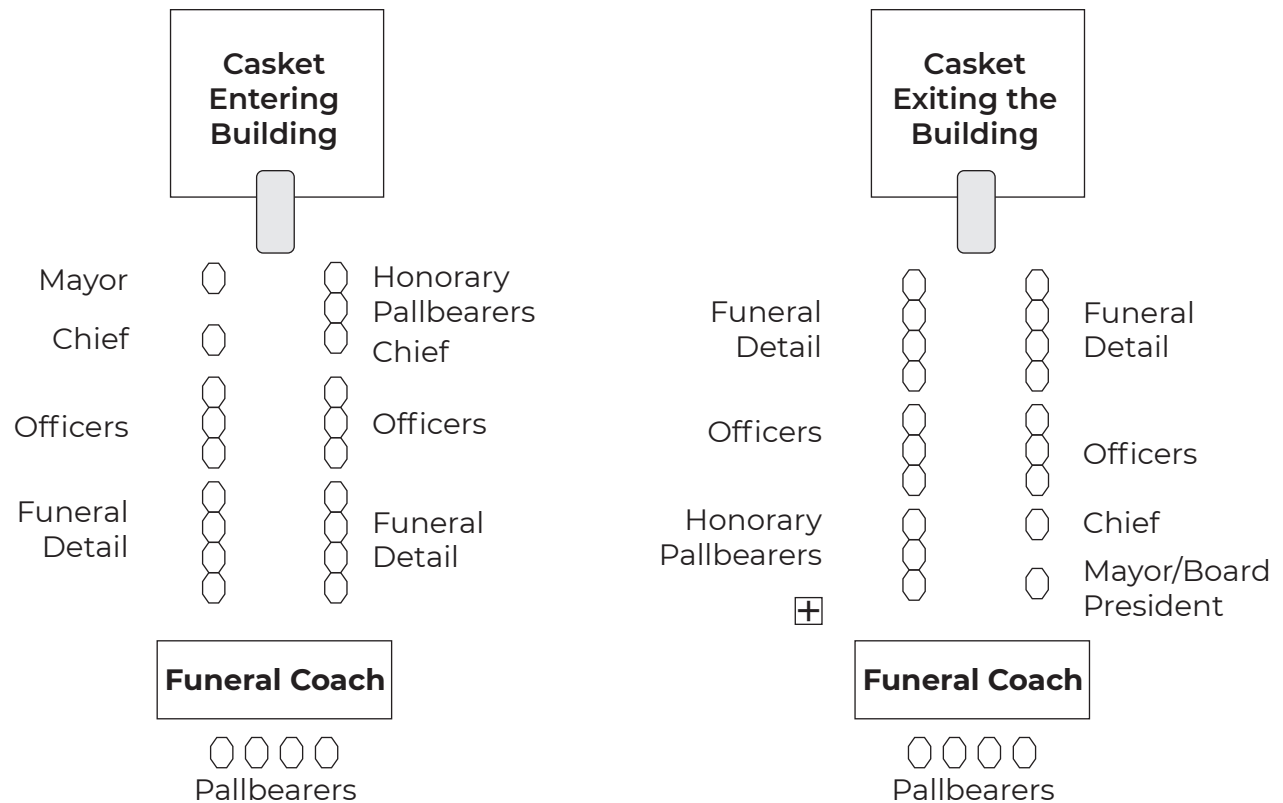 Casket
Entering
Building
Mayor
Chief
Officers
Funeral
Detail
Honorary
Pallbearers
Chief
Officers
Funeral
Detail
Funeral Coach
Pallbearers
Casket
Exiting the
Building
Funeral
Detail
Officers
Honorary
Pallbearers
+
Funeral
Detail
Officers
Chief
Mayor/Board
President
Funeral Coach
Pallbearers